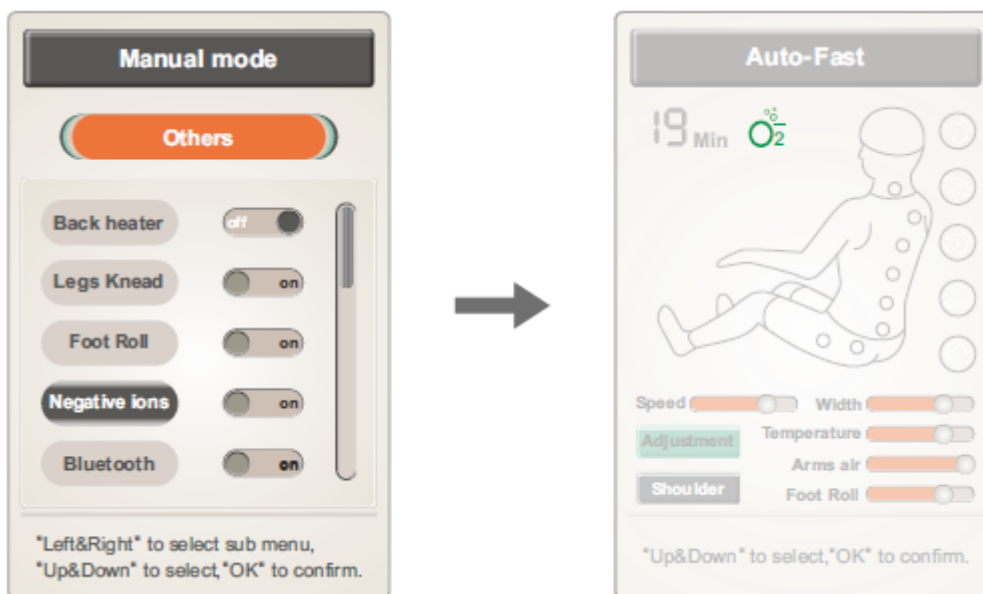 Manual mode
Others
Back heater off
Legs Knead on
Foot Roll on
Negative ions on
Bluetooth on
"Left&Right" to select sub menu,
"Up&Down" to select,"OK" to confirm.
Auto-Fast
19 Min O2
Speed Width
Adjustment Temperature
Arms air
Shoulder Foot Roll
"Up&Down" to select,"OK" to confirm.